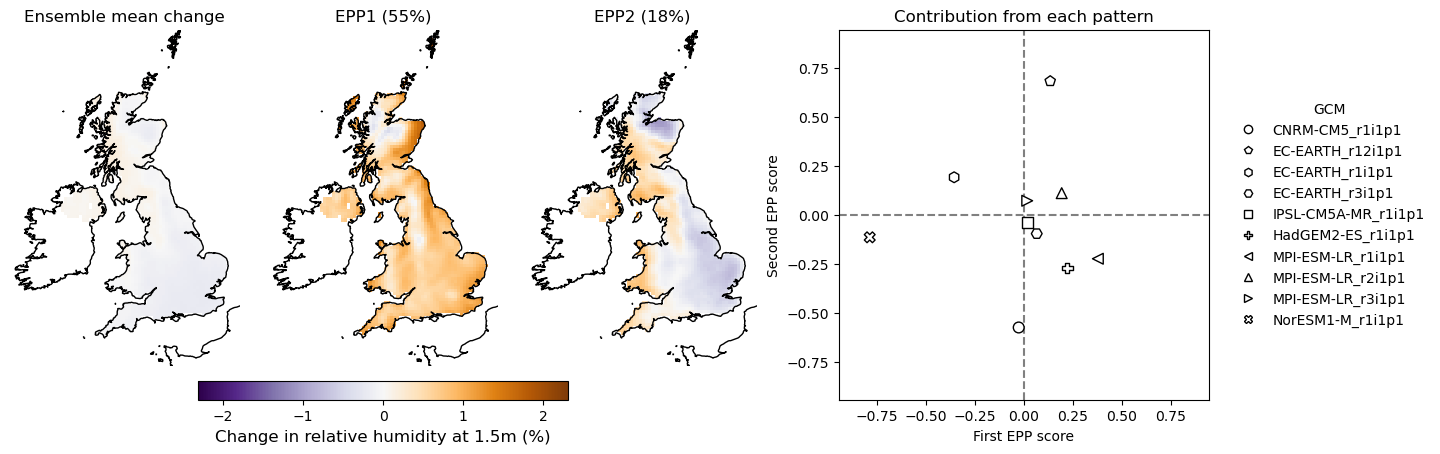 Ensemble mean change
EPP1 (55%)
EPP2 (18%)
−2 −1 0 1 2
Change in relative humidity at 1.5m (%)
Contribution from each pattern
Second EPP score
0.75
0.50
0.25
0.00
−0.25
−0.50
−0.75
−0.75 −0.50 −0.25 0.00 0.25 0.50 0.75
First EPP score
GCM
CNRM-CM5_r1i1p1
EC-EARTH_r12i1p1
EC-EARTH_r1i1p1
EC-EARTH_r3i1p1
IPSL-CM5A-MR_r1i1p1
HadGEM2-ES_r1i1p1
MPI-ESM-LR_r1i1p1
MPI-ESM-LR_r2i1p1
MPI-ESM-LR_r3i1p1
NorESM1-M_r1i1p1